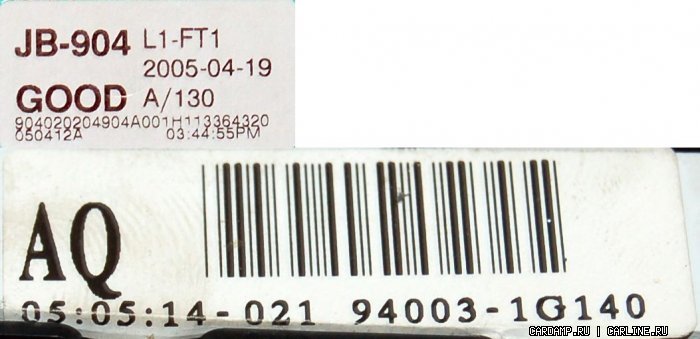 JB-904 L1-FT1
2005-04-19
GOOD A/130
904020204904A001H113364320
050412A 03:44:55PM
AQ
05:05:14-021 94003-1G140
CARDAMP.RU | CARLINE.RU